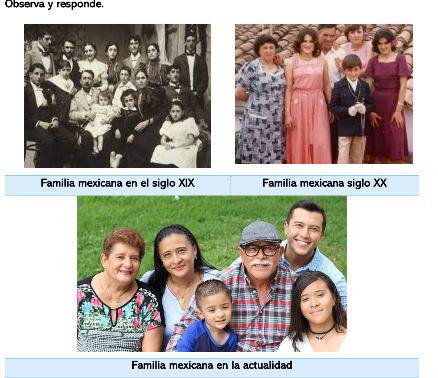 Observa y responde.
Familia mexicana en el siglo XIX
Familia mexicana siglo XX
Familia mexicana en la actualidad